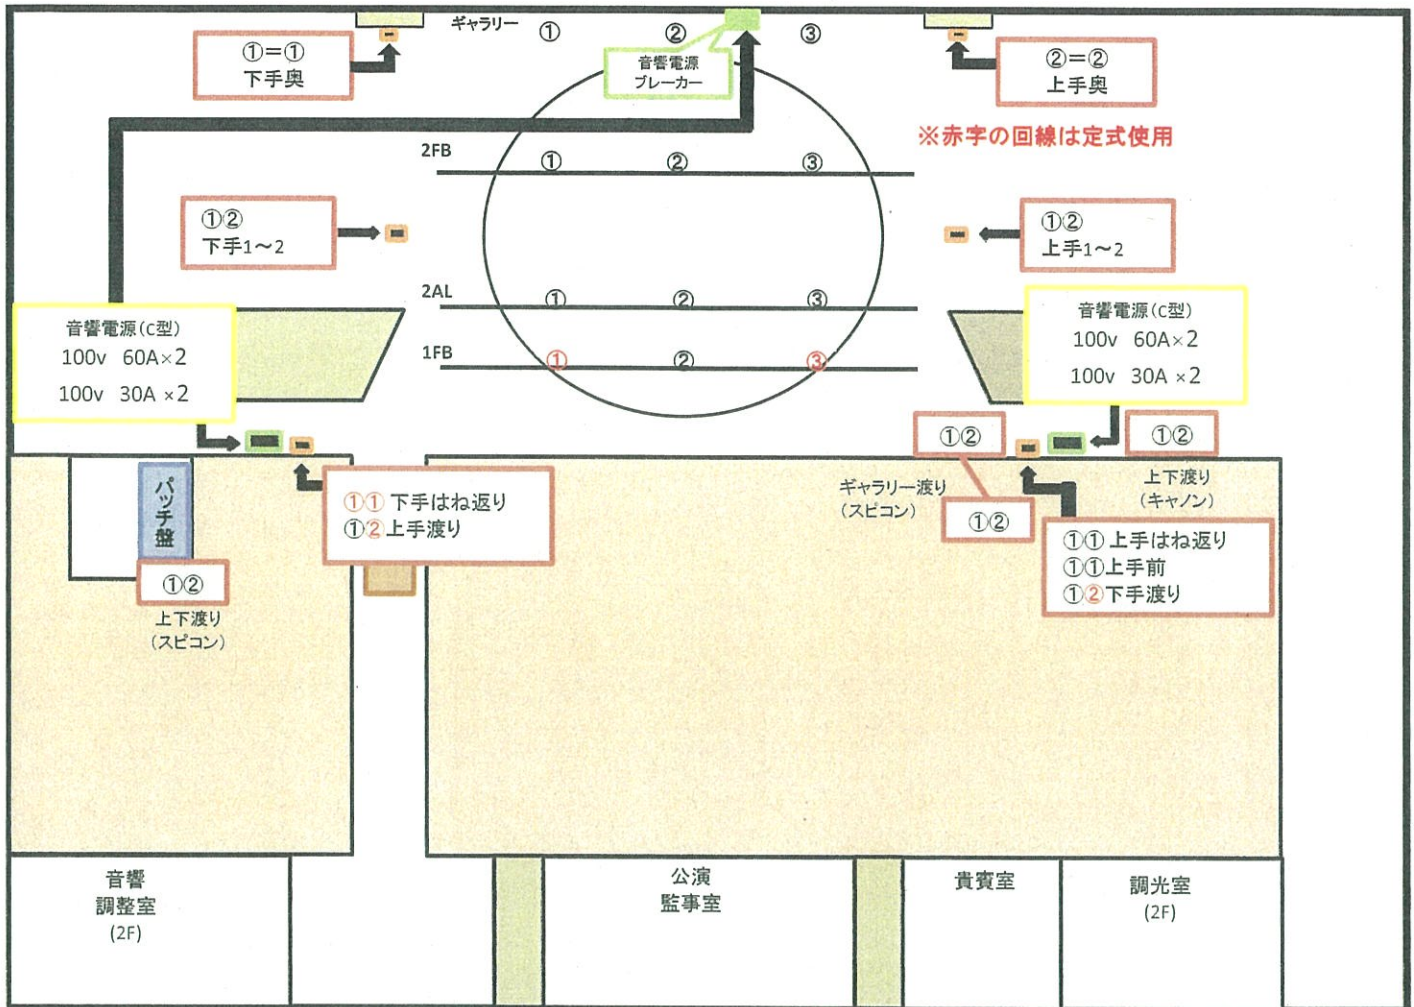 ギャラリー
① ② ③
①=①
下手奥
音響電源
ブレーカー
②=②
上手奥
※赤字の回線は定式使用
2FB
① ② ③
①②
下手1～2
①②
上手1～2
2AL
① ② ③
音響電源(C型)
100v 60A×2
100v 30A ×2
1FB
① ② ③
音響電源(C型)
100v 60A×2
100v 30A ×2
①②
①②
パッチ盤
①① 下手はね返り
①② 上手渡り
ギャラリー渡り
(スピコン)
①②
上下渡り
(キャノン)
①① 上手はね返り
①①上手前
①②下手渡り
①②
上下渡り
(スピコン)
音響
調整室
(2F)
公演
監事室
貴賓室
調光室
(2F)